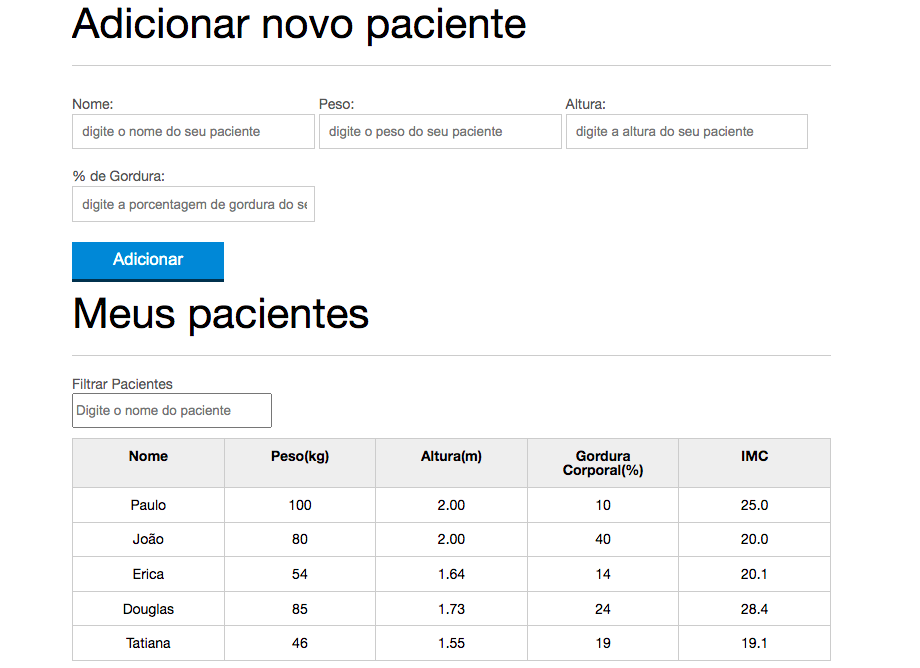 Adicionar novo paciente
Nome: Peso: Altura:
digite o nome do seu paciente digite o peso do seu paciente digite a altura do seu paciente
% de Gordura:
digite a porcentagem de gordura do se
Adicionar
Meus pacientes
Filtrar Pacientes
Digite o nome do paciente
Nome Peso(kg) Altura(m) Gordura Corporal(%) IMC
Paulo 100 2.00 10 25.0
João 80 2.00 40 20.0
Erica 54 1.64 14 20.1
Douglas 85 1.73 24 28.4
Tatiana 46 1.55 19 19.1